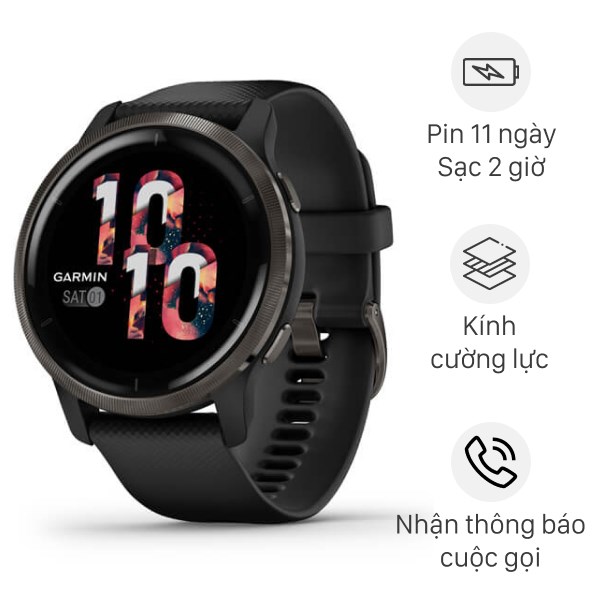 10
10
GARMIN
SAT 01
Pin 11 ngày
Sạc 2 giờ
Kính
cường lực
Nhận thông báo
cuộc gọi